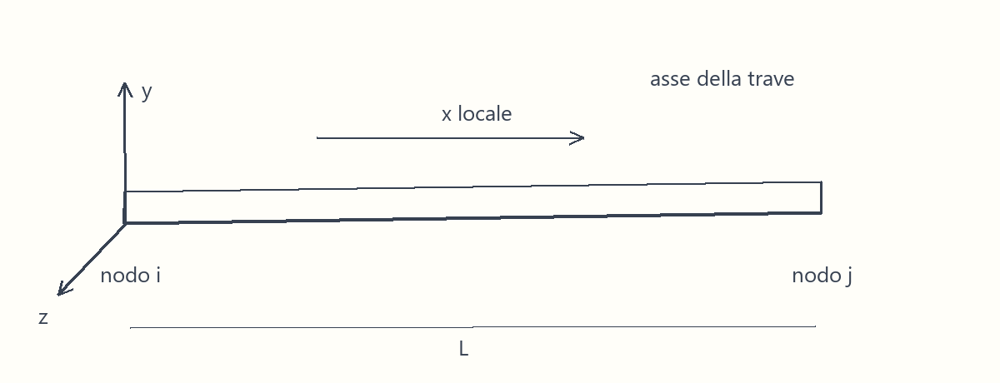 asse della trave
y
x locale
nodo i
nodo j
z
L